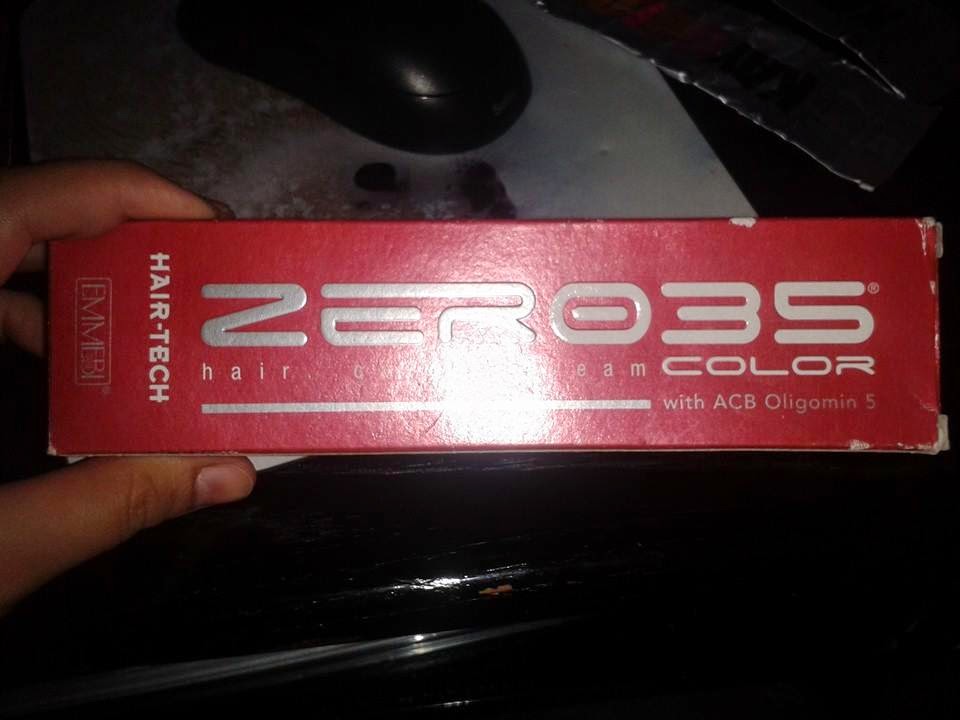 EMMEBI®
HAIR-TECH
ZERO35®
hair
COLOR
with ACB Oligomin 5